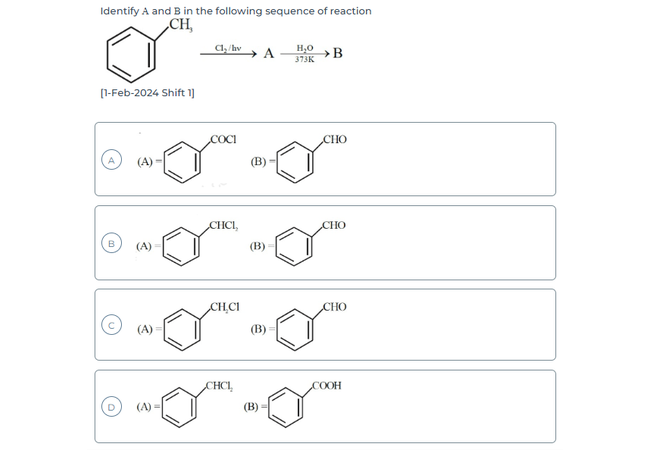 Identify A and B in the following sequence of reaction
CH₃
Cl₂/hv A H₂O B
373K
[1-Feb-2024 Shift 1]
COCl CHO
A (A) = (B) =
CHCl₂ CHO
B (A) = (B) =
CH₂Cl CHO
C (A) = (B) =
CHCl₂ COOH
D (A) = (B) =